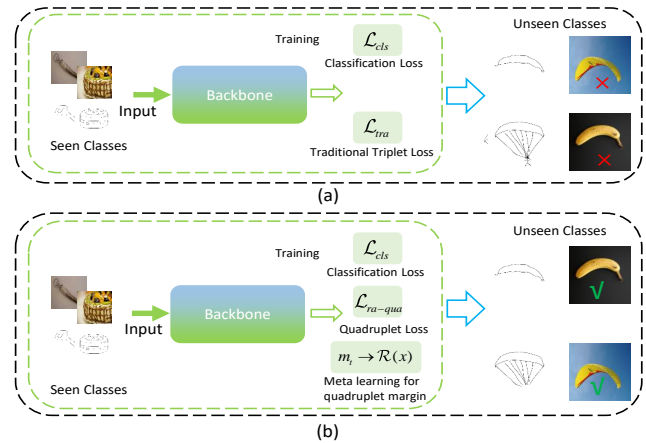 Unseen Classes
Training
ℒcls
Classification Loss
Backbone
Input
Seen Classes
ℒtra
Traditional Triplet Loss
×
×
(a)
Unseen Classes
Training
ℒcls
Classification Loss
Backbone
Input
ℒra−qua
Quadruplet Loss
√
mt → ℛ(x)
Seen Classes
Meta learning for
quadruplet margin
√
(b)